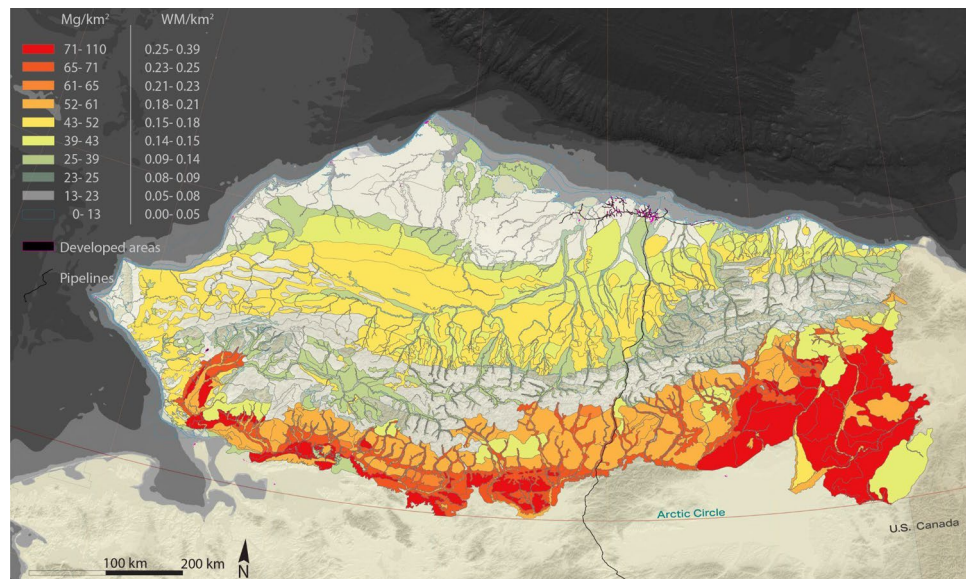 Mg/km² WM/km²
71- 110 0.25- 0.39
65- 71 0.23- 0.25
61- 65 0.21- 0.23
52- 61 0.18- 0.21
43- 52 0.15- 0.18
39- 43 0.14- 0.15
25- 39 0.09- 0.14
23- 25 0.08- 0.09
13- 23 0.05- 0.08
0- 13 0.00- 0.05
Developed areas
Pipelines
Arctic Circle
U.S. Canada
100 km 200 km
N